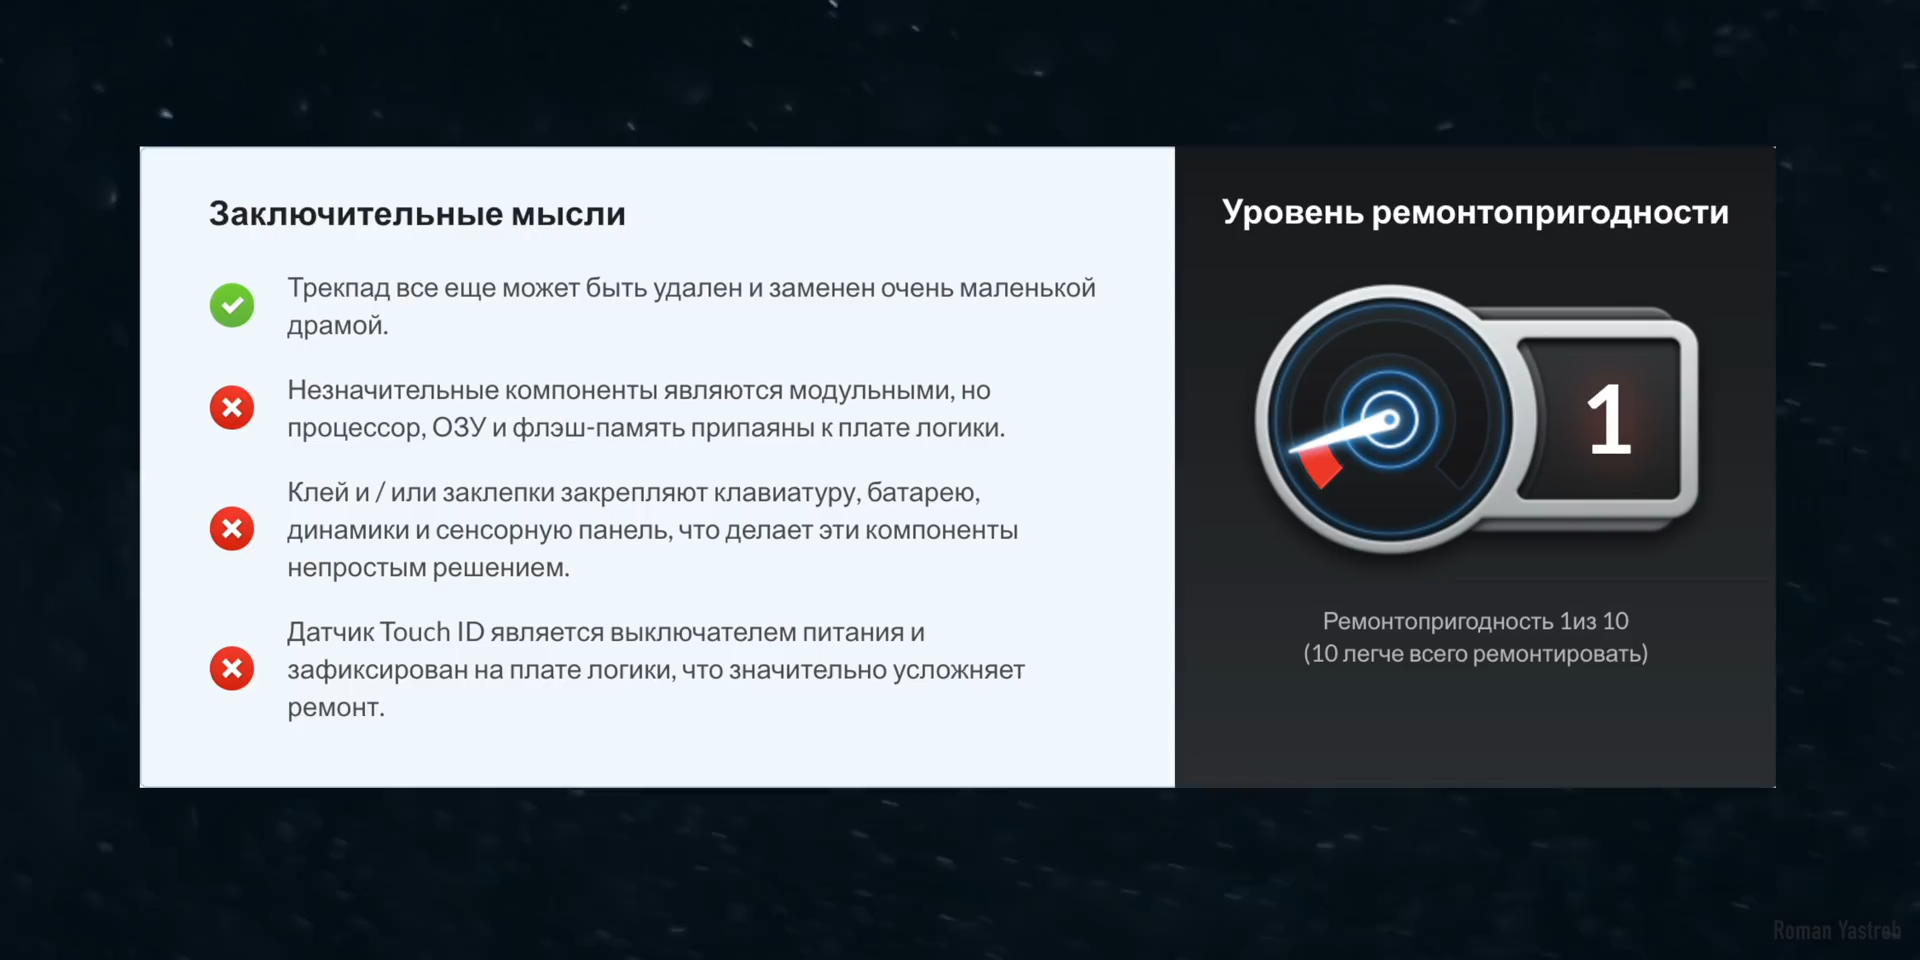 Заключительные мысли
Трекпад все еще может быть удален и заменен очень маленькой
драмой.
Незначительные компоненты являются модульными, но
процессор, ОЗУ и флэш-память припаяны к плате логики.
Клей и / или заклепки закрепляют клавиатуру, батарею,
динамики и сенсорную панель, что делает эти компоненты
непростым решением.
Датчик Touch ID является выключателем питания и
зафиксирован на плате логики, что значительно усложняет
ремонт.
Уровень ремонтопригодности
1
Ремонтопригодность 1из 10
(10 легче всего ремонтировать)
Roman Yastreb